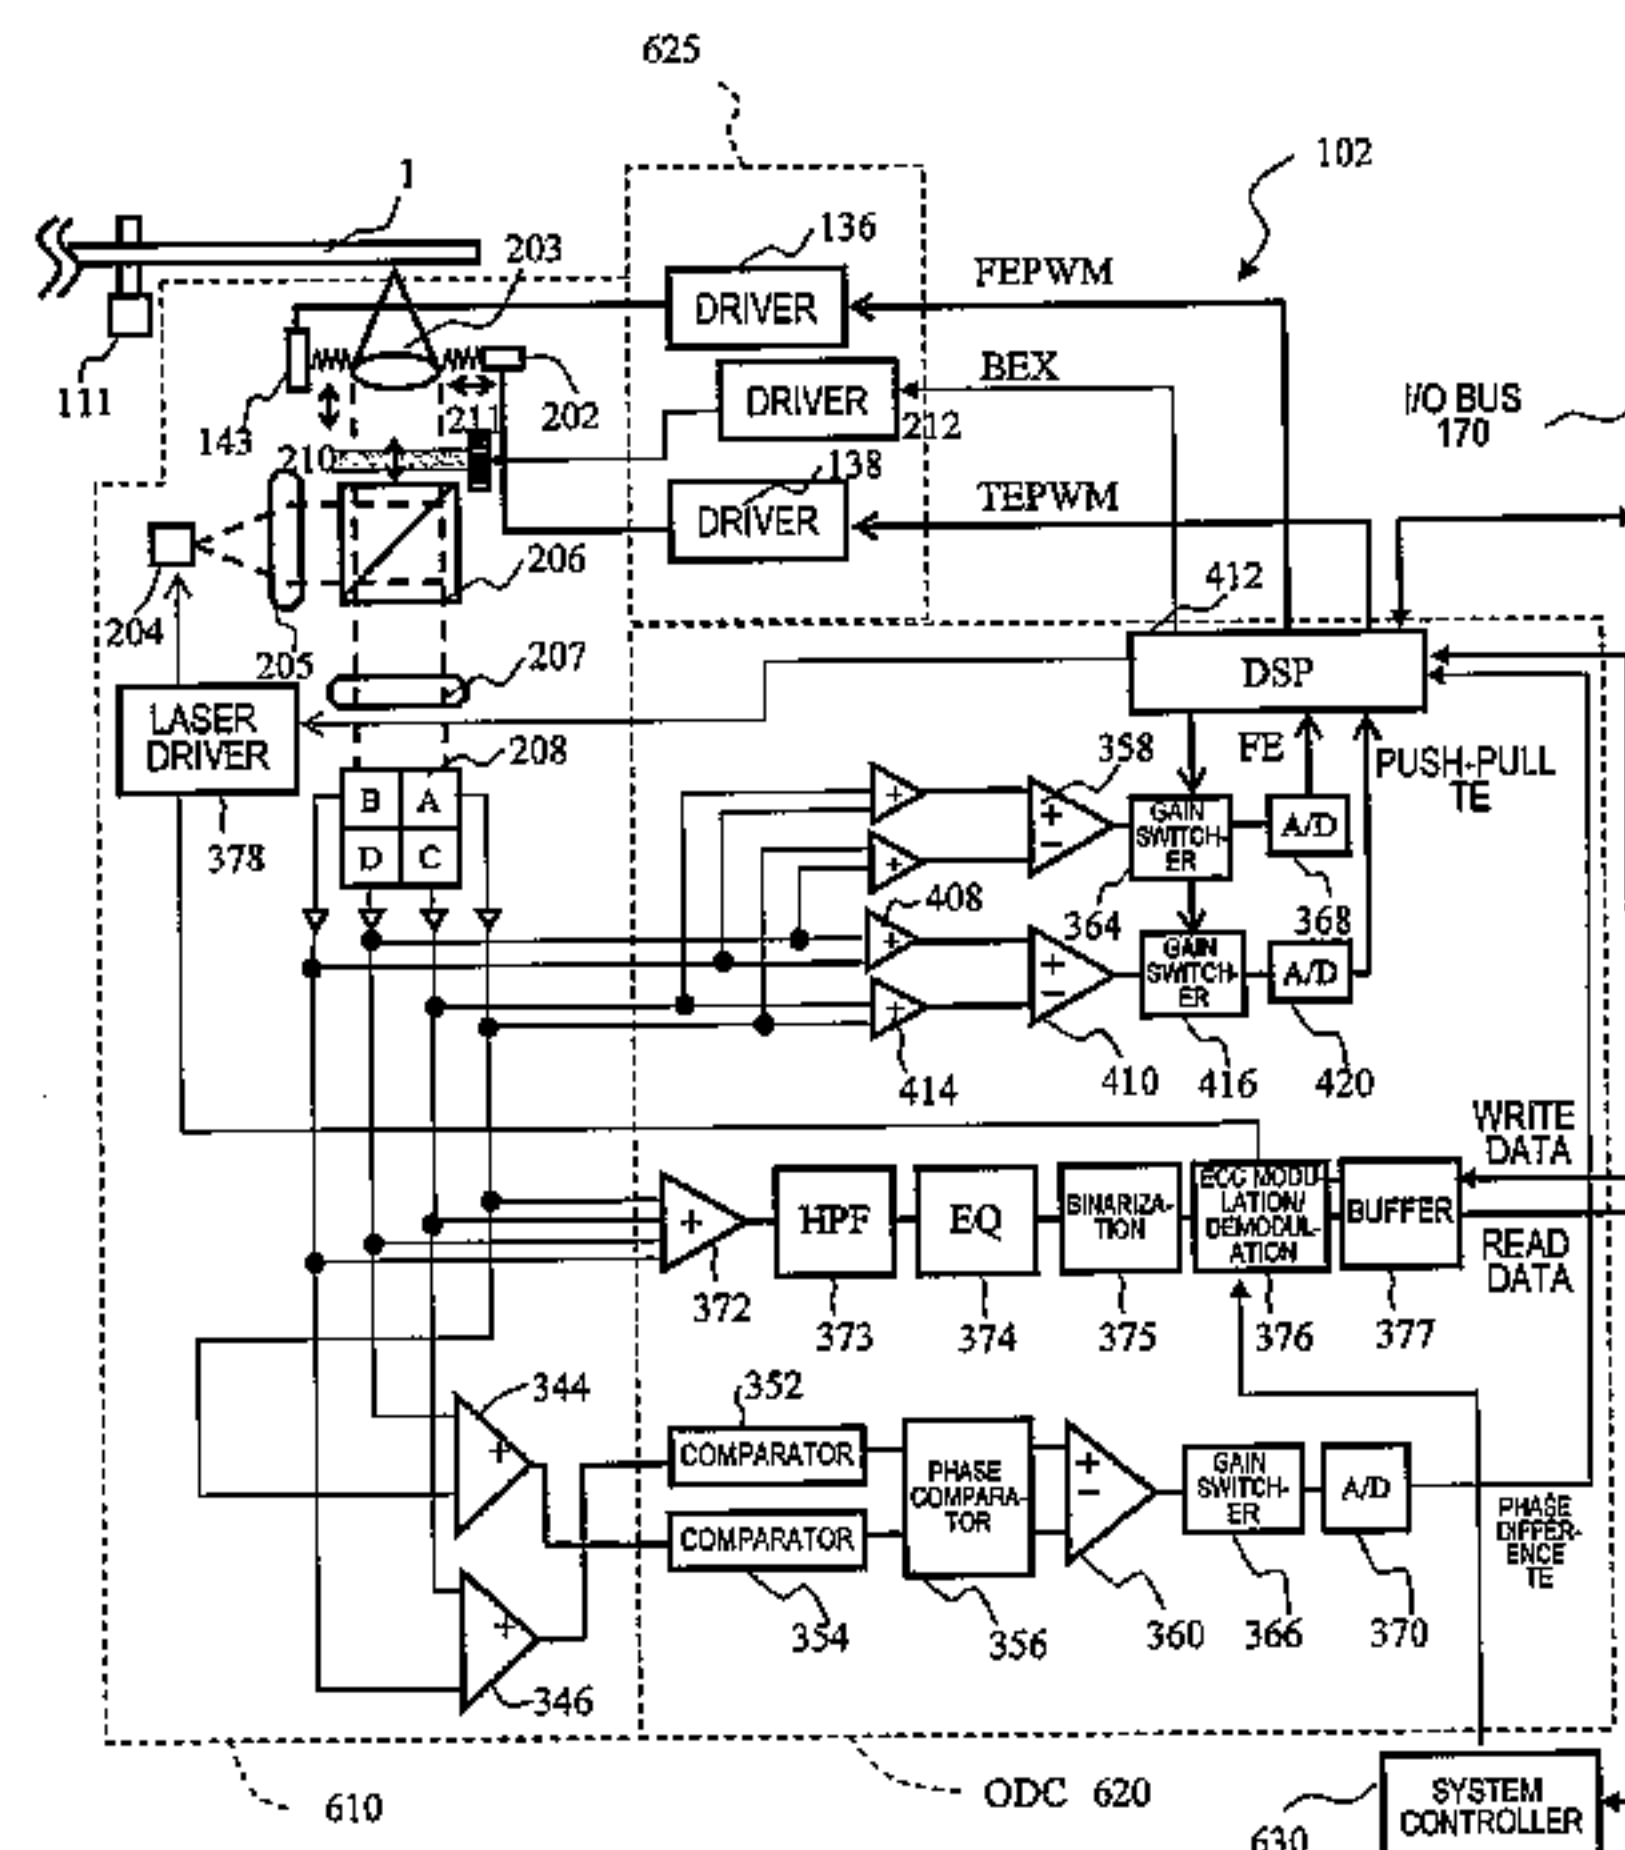 625
102
1
203
136
DRIVER
FEPWM
111
143
202
211
210
DRIVER
212
BEX
I/O BUS
170
138
DRIVER
TEPWM
204
205
206
412
DSP
207
LASER
DRIVER
378
208
B A
D C
358
+
+
+
−
GAIN
SWITCH-
ER
364
FE
A/D
368
PUSH-PULL
TE
408
+
+
414
+
−
410
GAIN
SWITCH-
ER
416
A/D
420
WRITE
DATA
READ
DATA
+
372
HPF
373
EQ
374
BINARIZA-
TION
375
ECC MODU-
LATION/
DEMODUL-
ATION
376
BUFFER
377
344
+
346
+
352
COMPARATOR
COMPARATOR
354
PHASE
COMPARA-
TOR
356
+
−
360
GAIN
SWITCH-
ER
366
A/D
370
PHASE
DIFFER-
ENCE
TE
610
ODC 620
630
SYSTEM
CONTROLLER